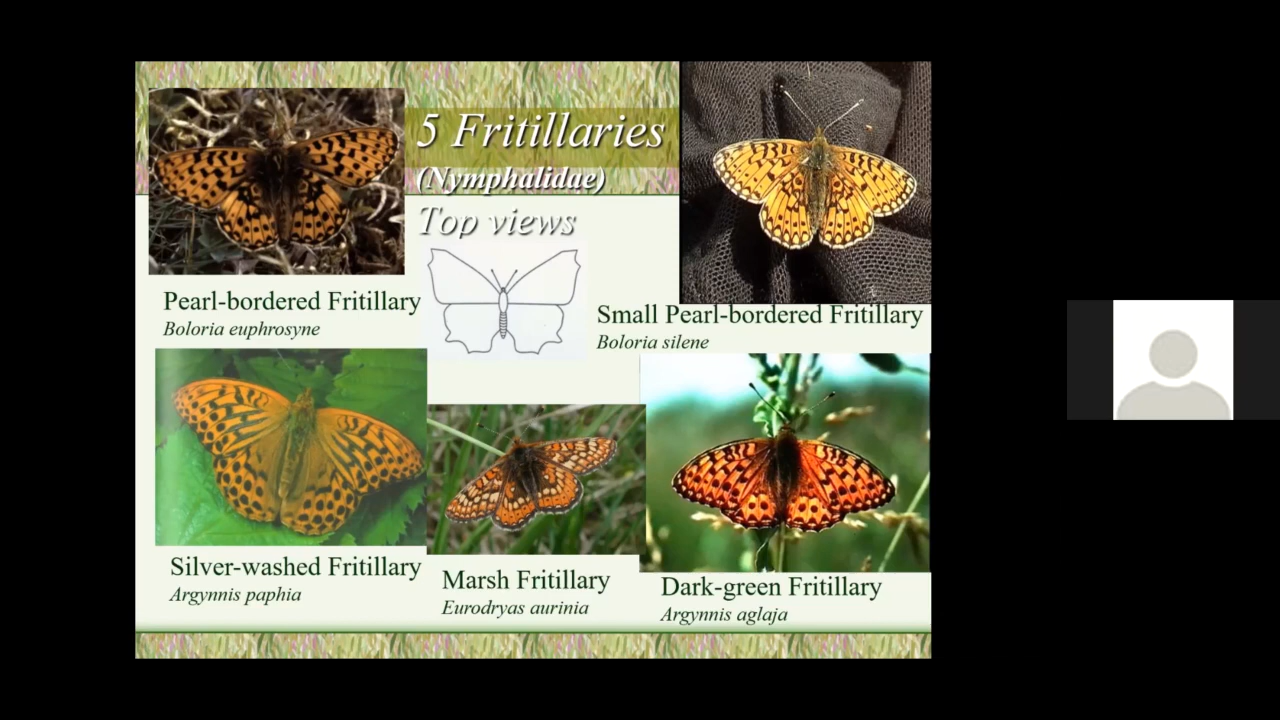 5 Fritillaries
(Nymphalidae)
Top views
Pearl-bordered Fritillary
Boloria euphrosyne
Small Pearl-bordered Fritillary
Boloria silene
Silver-washed Fritillary
Argynnis paphia
Marsh Fritillary
Eurodryas aurinia
Dark-green Fritillary
Argynnis aglaja